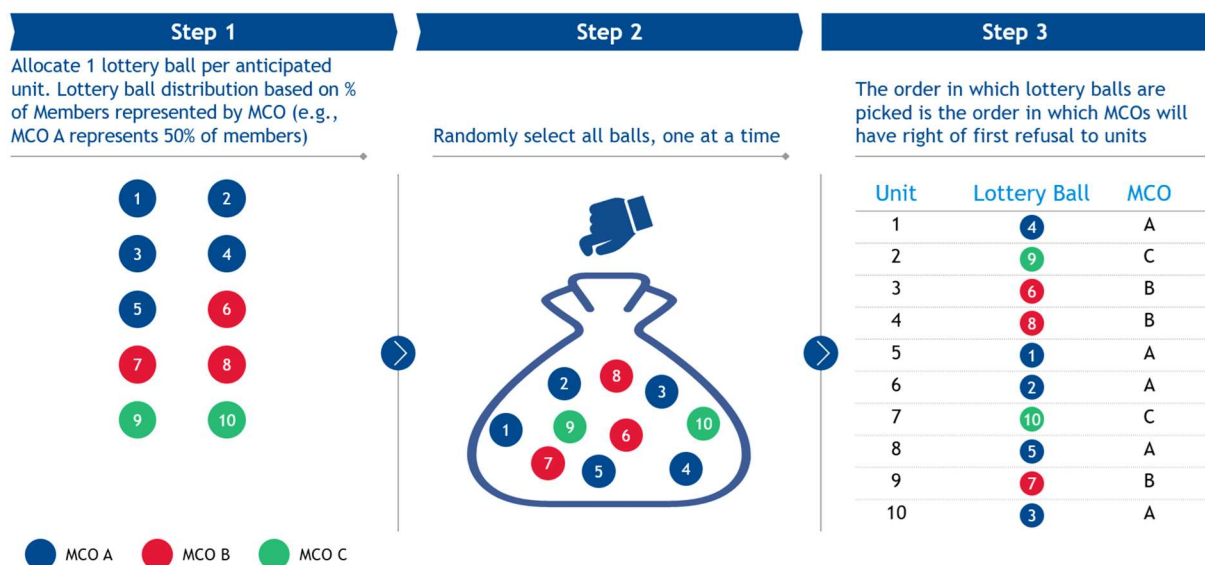 Step 1
Allocate 1 lottery ball per anticipated
unit. Lottery ball distribution based on %
of Members represented by MCO (e.g.,
MCO A represents 50% of members)
1 2
3 4
5 6
7 8
9 10
MCO A MCO B MCO C
Step 2
Randomly select all balls, one at a time
2 8 3
1 9 6 10
7 5 4
Step 3
The order in which lottery balls are
picked is the order in which MCOs will
have right of first refusal to units
Unit Lottery Ball MCO
1 4 A
2 9 C
3 6 B
4 8 B
5 1 A
6 2 A
7 10 C
8 5 A
9 7 B
10 3 A